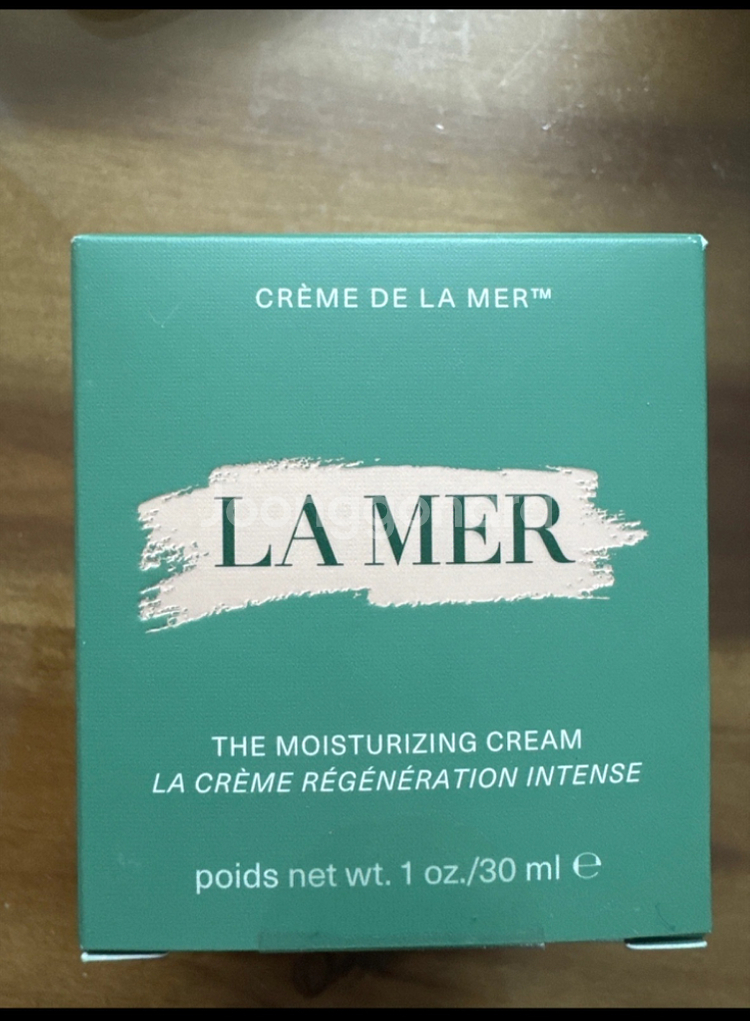 CRÈME DE LA MER™
LA MER
THE MOISTURIZING CREAM
LA CRÈME RÉGÉNÉRATION INTENSE
poids net wt. 1 oz./30 ml ℮